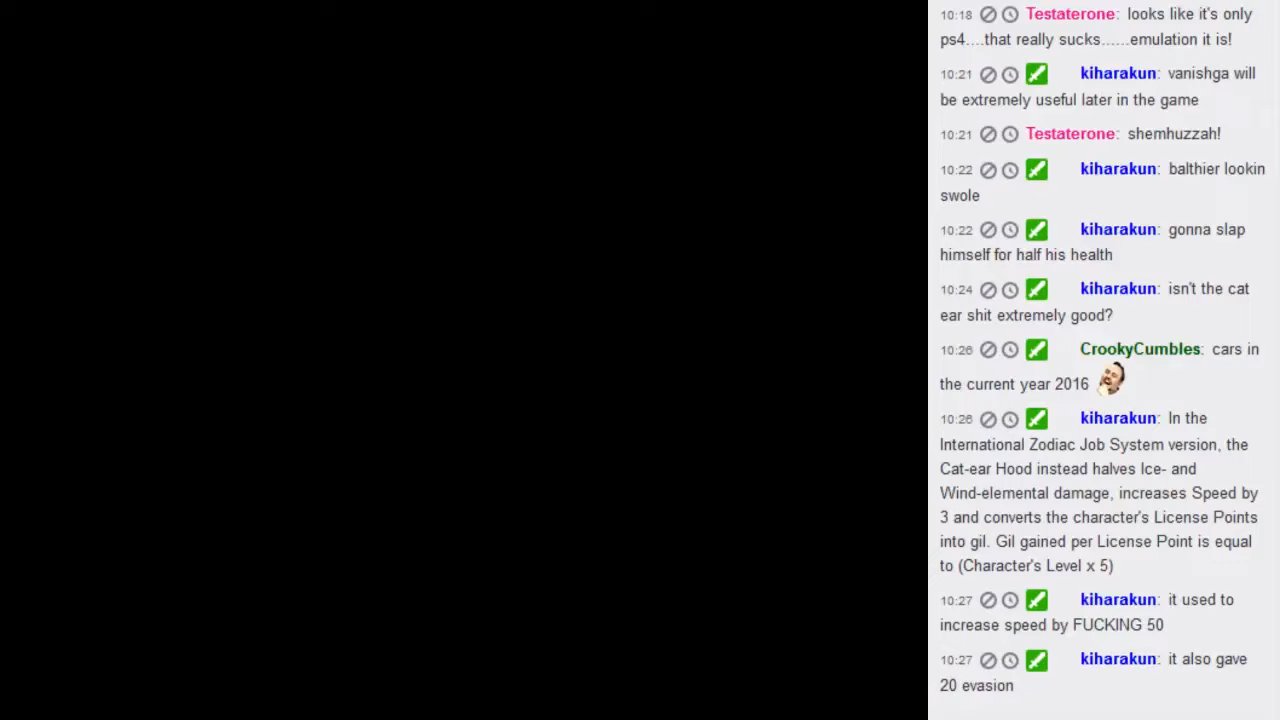 10:18 Testaterone: looks like it's only
ps4....that really sucks......emulation it is!
10:21 kiharakun: vanishga will
be extremely useful later in the game
10:21 Testaterone: shemhuzzah!
10:22 kiharakun: balthier lookin
swole
10:22 kiharakun: gonna slap
himself for half his health
10:24 kiharakun: isn't the cat
ear shit extremely good?
10:26 CrookyCumbles: cars in
the current year 2016
10:26 kiharakun: In the
International Zodiac Job System version, the
Cat-ear Hood instead halves Ice- and
Wind-elemental damage, increases Speed by
3 and converts the character's License Points
into gil. Gil gained per License Point is equal
to (Character's Level x 5)
10:27 kiharakun: it used to
increase speed by FUCKING 50
10:27 kiharakun: it also gave
20 evasion